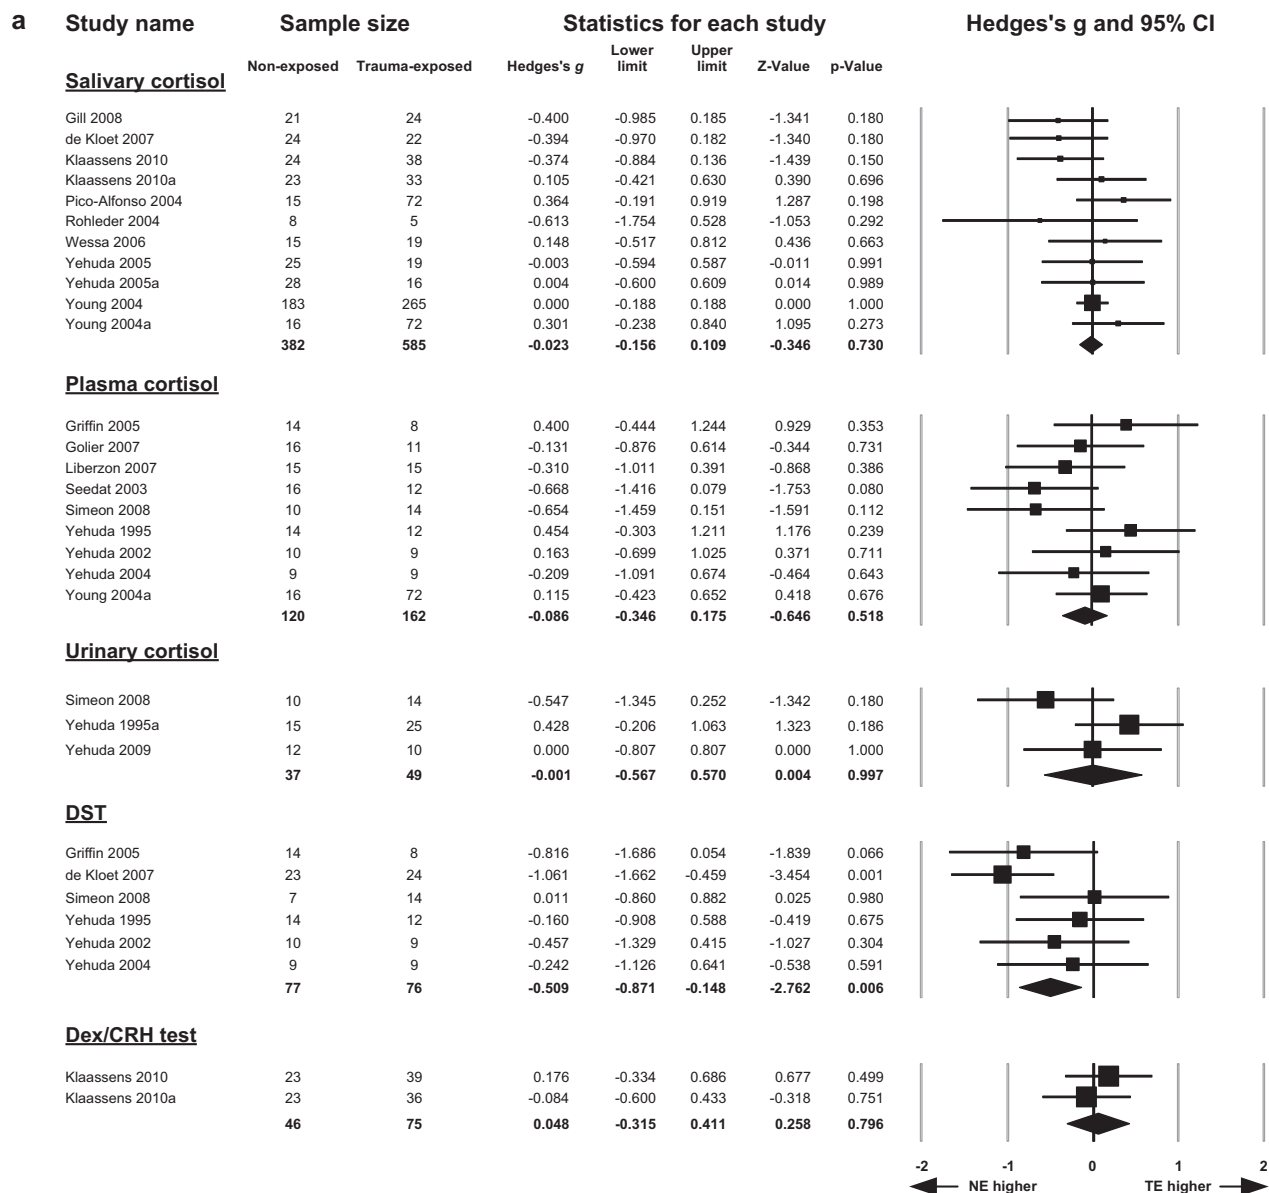 a Study name Sample size Statistics for each study Hedges's g and 95% CI
Non-exposed Trauma-exposed Hedges's g Lower limit Upper limit Z-Value p-Value
Salivary cortisol
Gill 2008 21 24 -0.400 -0.985 0.185 -1.341 0.180
de Kloet 2007 24 22 -0.394 -0.970 0.182 -1.340 0.180
Klaassens 2010 24 38 -0.374 -0.884 0.136 -1.439 0.150
Klaassens 2010a 23 33 0.105 -0.421 0.630 0.390 0.696
Pico-Alfonso 2004 15 72 0.364 -0.191 0.919 1.287 0.198
Rohleder 2004 8 5 -0.613 -1.754 0.528 -1.053 0.292
Wessa 2006 15 19 0.148 -0.517 0.812 0.436 0.663
Yehuda 2005 25 19 -0.003 -0.594 0.587 -0.011 0.991
Yehuda 2005a 28 16 0.004 -0.600 0.609 0.014 0.989
Young 2004 183 265 0.000 -0.188 0.188 0.000 1.000
Young 2004a 16 72 0.301 -0.238 0.840 1.095 0.273
382 585 -0.023 -0.156 0.109 -0.346 0.730
Plasma cortisol
Griffin 2005 14 8 0.400 -0.444 1.244 0.929 0.353
Golier 2007 16 11 -0.131 -0.876 0.614 -0.344 0.731
Liberzon 2007 15 15 -0.310 -1.011 0.391 -0.868 0.386
Seedat 2003 16 12 -0.668 -1.416 0.079 -1.753 0.080
Simeon 2008 10 14 -0.654 -1.459 0.151 -1.591 0.112
Yehuda 1995 14 12 0.454 -0.303 1.211 1.176 0.239
Yehuda 2002 10 9 0.163 -0.699 1.025 0.371 0.711
Yehuda 2004 9 9 -0.209 -1.091 0.674 -0.464 0.643
Young 2004a 16 72 0.115 -0.423 0.652 0.418 0.676
120 162 -0.086 -0.346 0.175 -0.646 0.518
Urinary cortisol
Simeon 2008 10 14 -0.547 -1.345 0.252 -1.342 0.180
Yehuda 1995a 15 25 0.428 -0.206 1.063 1.323 0.186
Yehuda 2009 12 10 0.000 -0.807 0.807 0.000 1.000
37 49 -0.001 -0.567 0.570 0.004 0.997
DST
Griffin 2005 14 8 -0.816 -1.686 0.054 -1.839 0.066
de Kloet 2007 23 24 -1.061 -1.662 -0.459 -3.454 0.001
Simeon 2008 7 14 0.011 -0.860 0.882 0.025 0.980
Yehuda 1995 14 12 -0.160 -0.908 0.588 -0.419 0.675
Yehuda 2002 10 9 -0.457 -1.329 0.415 -1.027 0.304
Yehuda 2004 9 9 -0.242 -1.126 0.641 -0.538 0.591
77 76 -0.509 -0.871 -0.148 -2.762 0.006
Dex/CRH test
Klaassens 2010 23 39 0.176 -0.334 0.686 0.677 0.499
Klaassens 2010a 23 36 -0.084 -0.600 0.433 -0.318 0.751
46 75 0.048 -0.315 0.411 0.258 0.796
-2 -1 0 1 2
NE higher TE higher